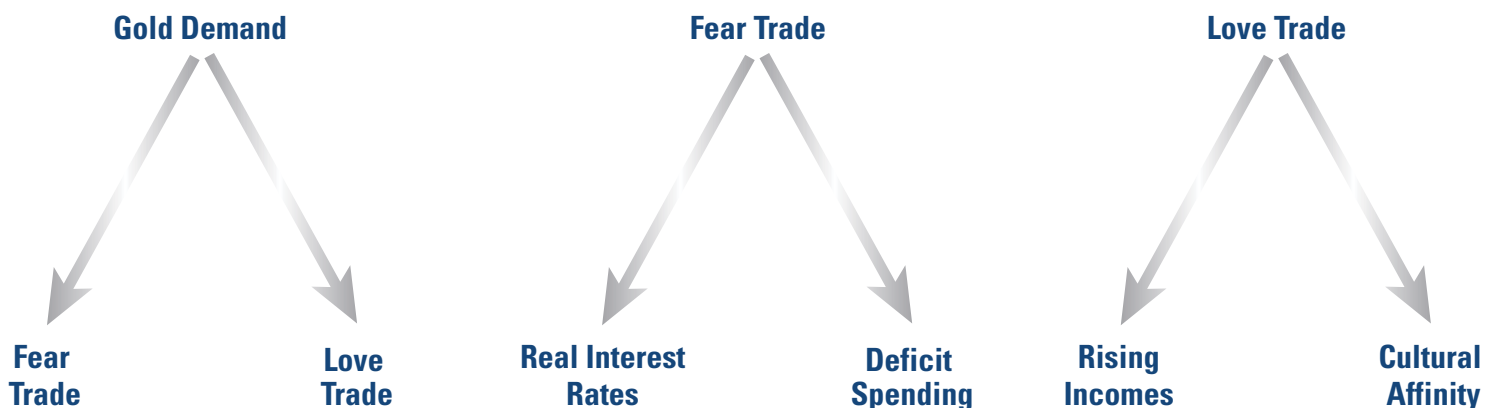 Gold Demand
Fear
Trade
Love
Trade
Fear Trade
Real Interest
Rates
Deficit
Spending
Love Trade
Rising
Incomes
Cultural
Affinity